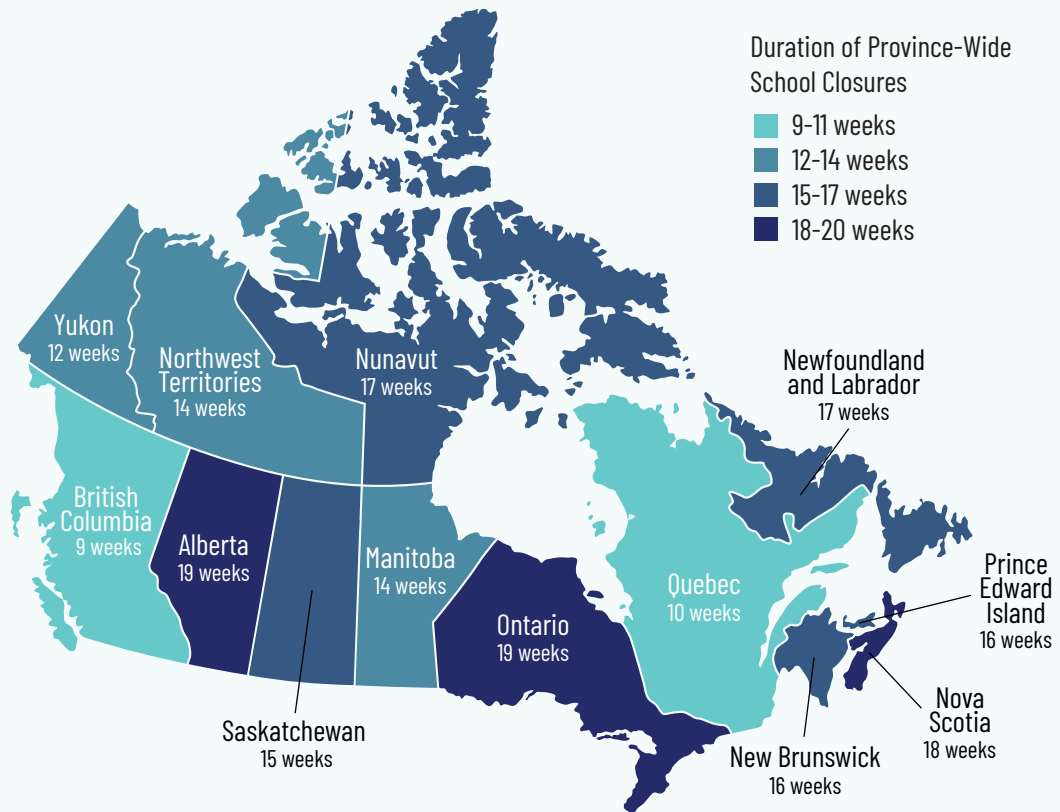 Duration of Province-Wide
School Closures
9-11 weeks
12-14 weeks
15-17 weeks
18-20 weeks
Yukon
12 weeks
Northwest
Territories
14 weeks
Nunavut
17 weeks
Newfoundland
and Labrador
17 weeks
British
Columbia
9 weeks
Alberta
19 weeks
Manitoba
14 weeks
Ontario
19 weeks
Quebec
10 weeks
Prince
Edward
Island
16 weeks
Saskatchewan
15 weeks
New Brunswick
16 weeks
Nova
Scotia
18 weeks